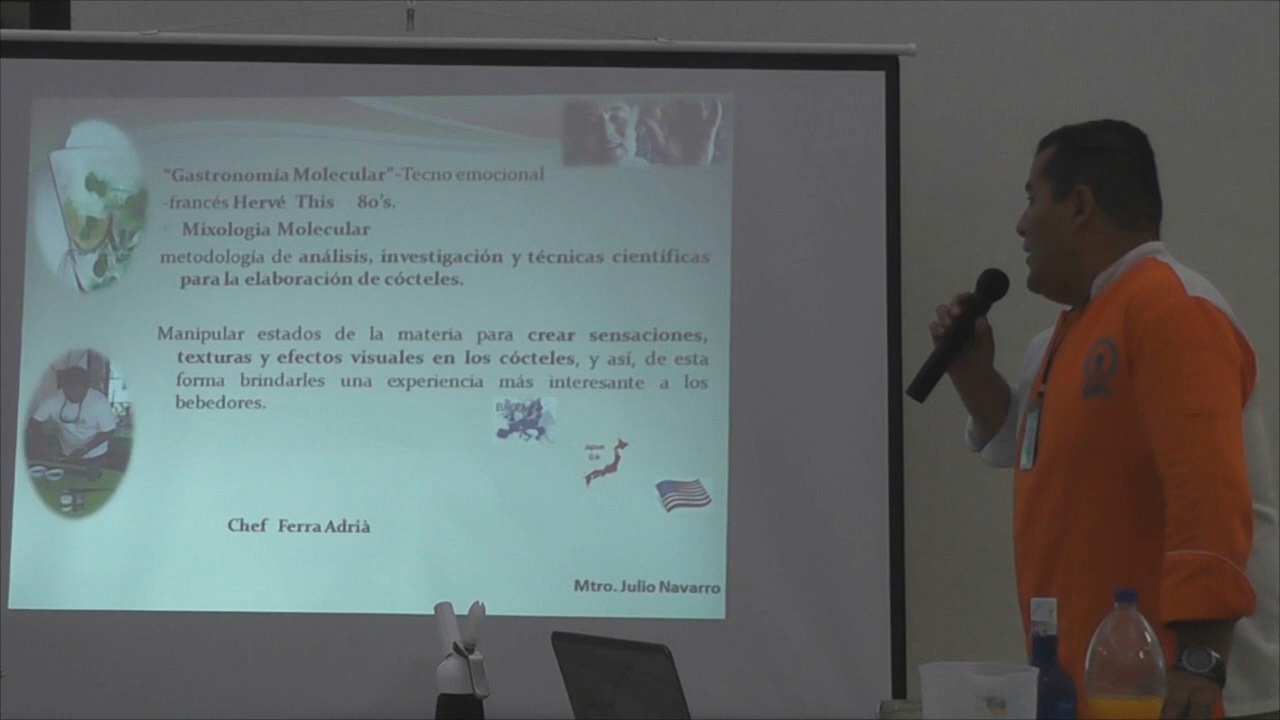 “Gastronomía Molecular”-Tecno emocional
-francés Hervé This 80’s.
Mixologia Molecular
metodología de análisis, investigación y técnicas científicas
para la elaboración de cócteles.
Manipular estados de la materia para crear sensaciones,
texturas y efectos visuales en los cócteles, y así, de esta
forma brindarles una experiencia más interesante a los
bebedores.
Chef Ferra Adrià
Mtro. Julio Navarro